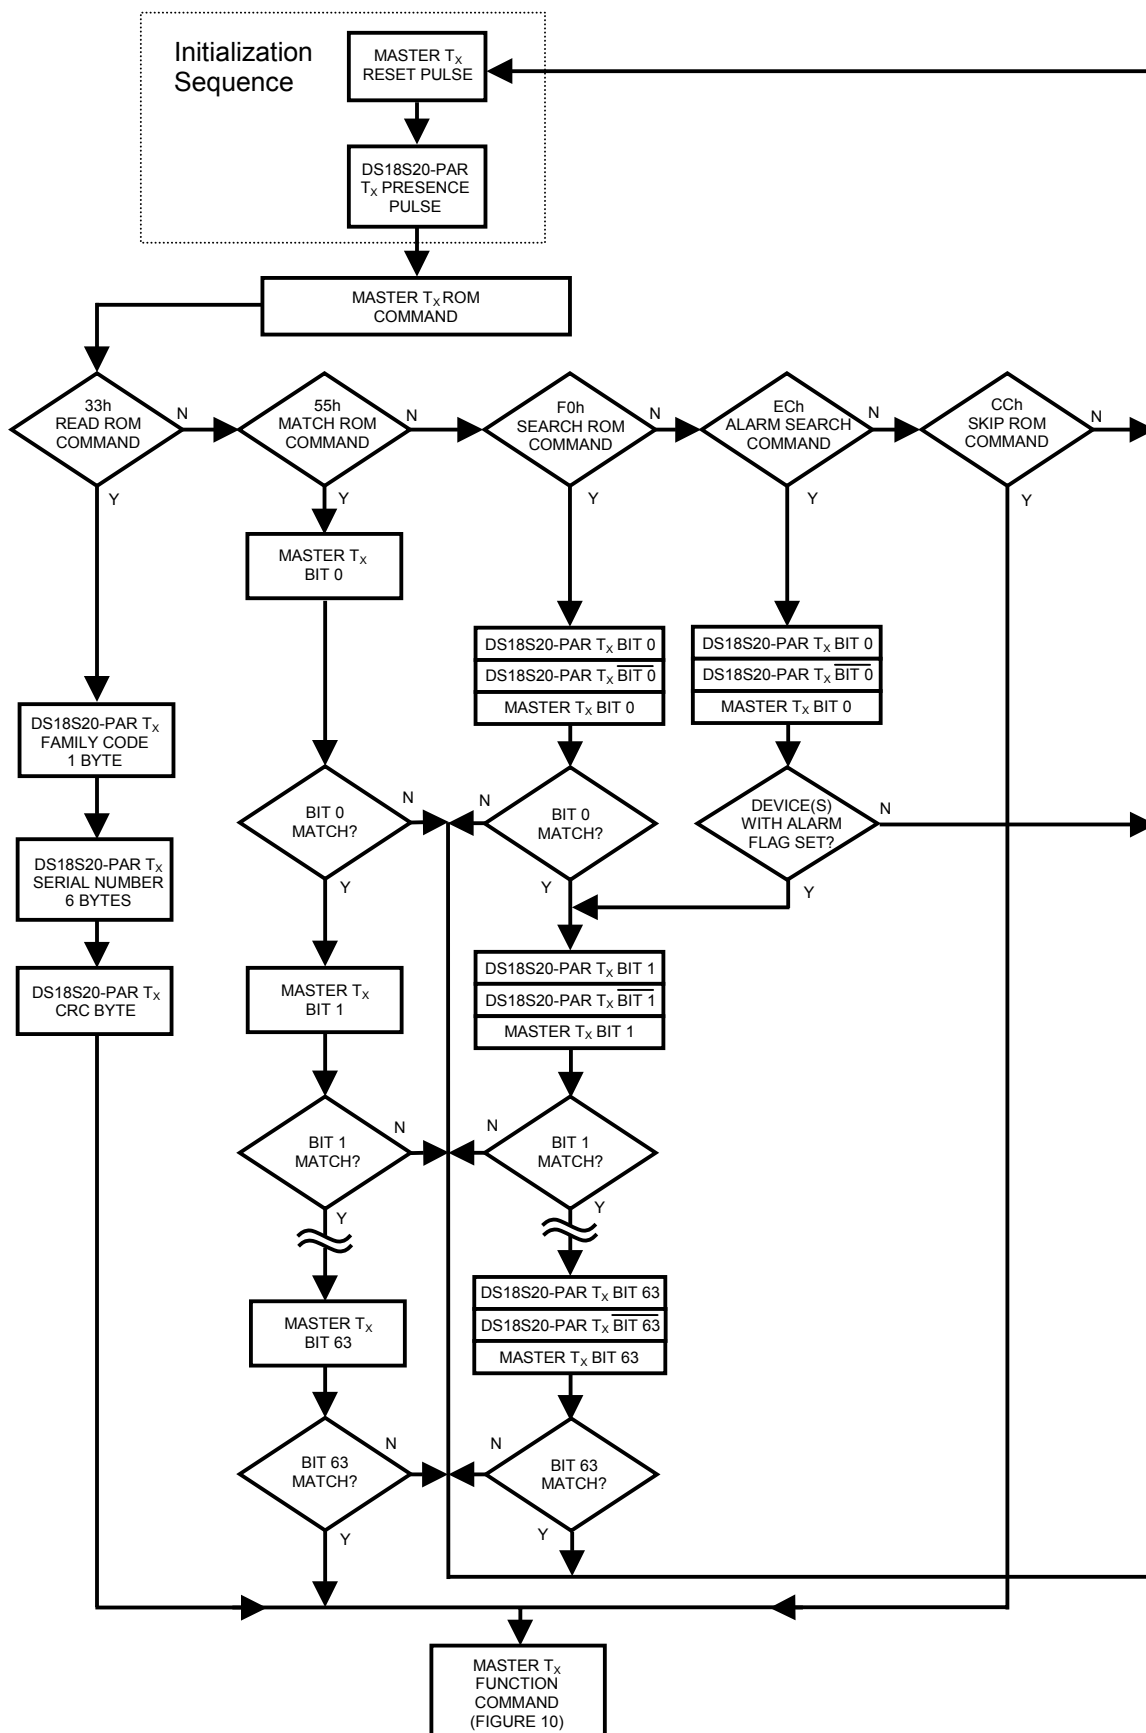 Initialization
Sequence
MASTER TX
RESET PULSE
DS18S20-PAR
TX PRESENCE
PULSE
MASTER TX ROM
COMMAND
33h
READ ROM
COMMAND
N
Y
55h
MATCH ROM
COMMAND
N
Y
F0h
SEARCH ROM
COMMAND
N
Y
ECh
ALARM SEARCH
COMMAND
N
Y
CCh
SKIP ROM
COMMAND
N
Y
MASTER TX
BIT 0
DS18S20-PAR TX BIT 0
DS18S20-PAR TX B̅I̅T̅ ̅0̅
MASTER TX BIT 0
DS18S20-PAR TX BIT 0
DS18S20-PAR TX B̅I̅T̅ ̅0̅
MASTER TX BIT 0
DS18S20-PAR TX
FAMILY CODE
1 BYTE
BIT 0
MATCH?
N
Y
BIT 0
MATCH?
N
Y
DEVICE(S)
WITH ALARM
FLAG SET?
N
Y
DS18S20-PAR TX
SERIAL NUMBER
6 BYTES
DS18S20-PAR TX
CRC BYTE
MASTER TX
BIT 1
DS18S20-PAR TX BIT 1
DS18S20-PAR TX B̅I̅T̅ ̅1̅
MASTER TX BIT 1
BIT 1
MATCH?
N
Y
BIT 1
MATCH?
N
Y
MASTER TX
BIT 63
DS18S20-PAR TX BIT 63
DS18S20-PAR TX B̅I̅T̅ ̅6̅3̅
MASTER TX BIT 63
BIT 63
MATCH?
N
Y
BIT 63
MATCH?
N
Y
MASTER TX
FUNCTION
COMMAND
(FIGURE 10)